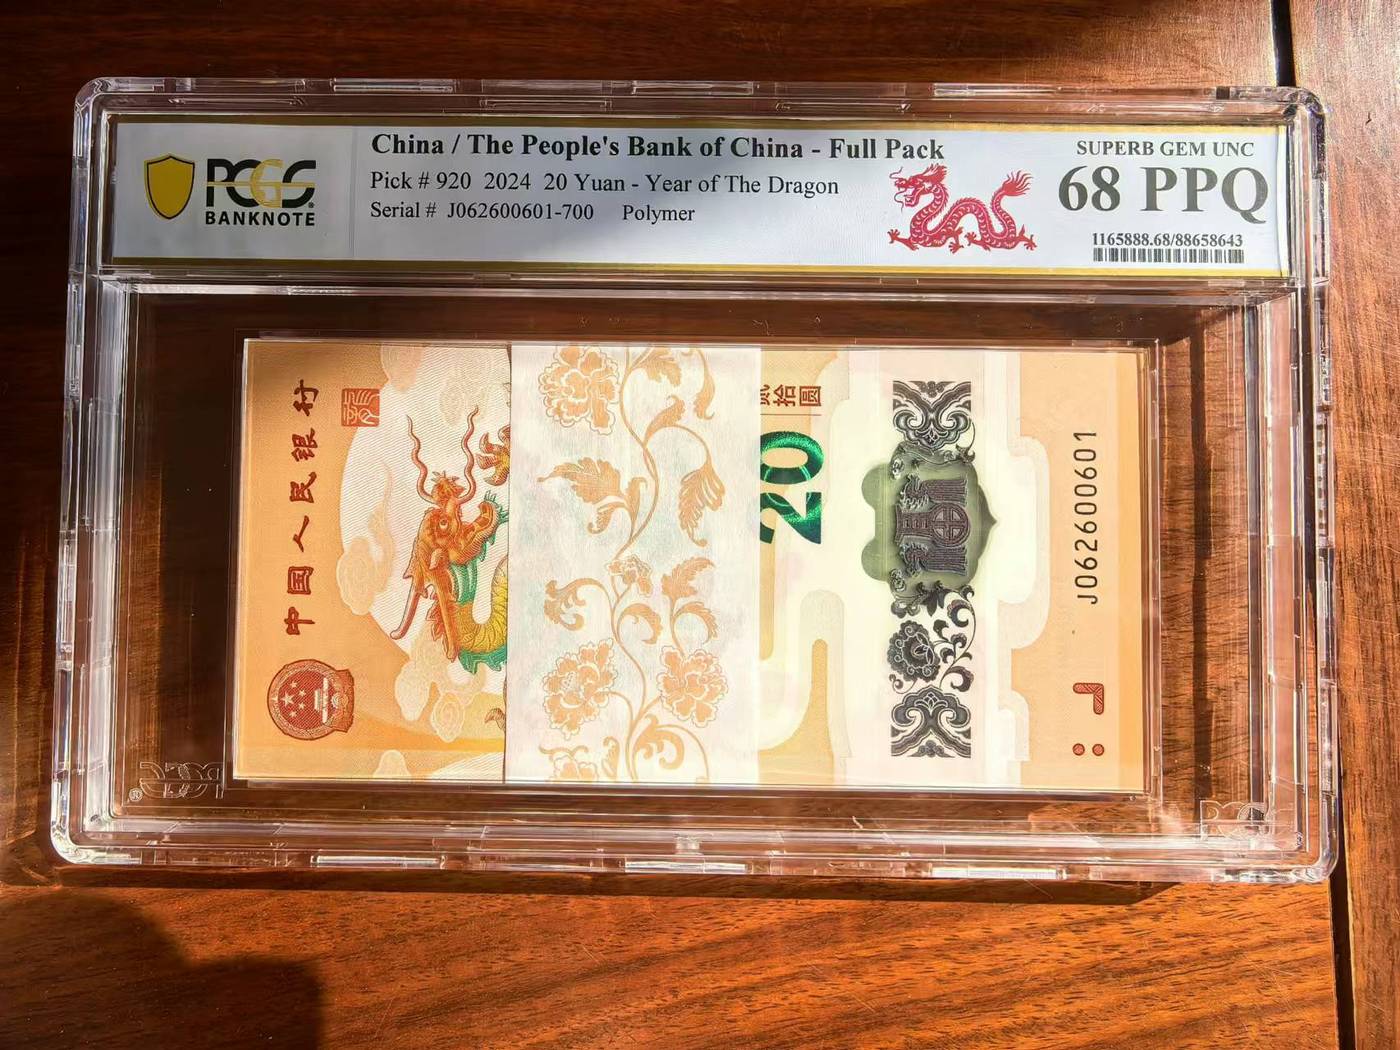 PCGS
BANKNOTE
China / The People's Bank of China - Full Pack
Pick # 920 2024 20 Yuan - Year of The Dragon
Serial # J062600601-700 Polymer
SUPERB GEM UNC
68 PPQ
1165888.68/88658643
中国人民银行
贰拾圆
20
J062600601
PCGS
PCGS